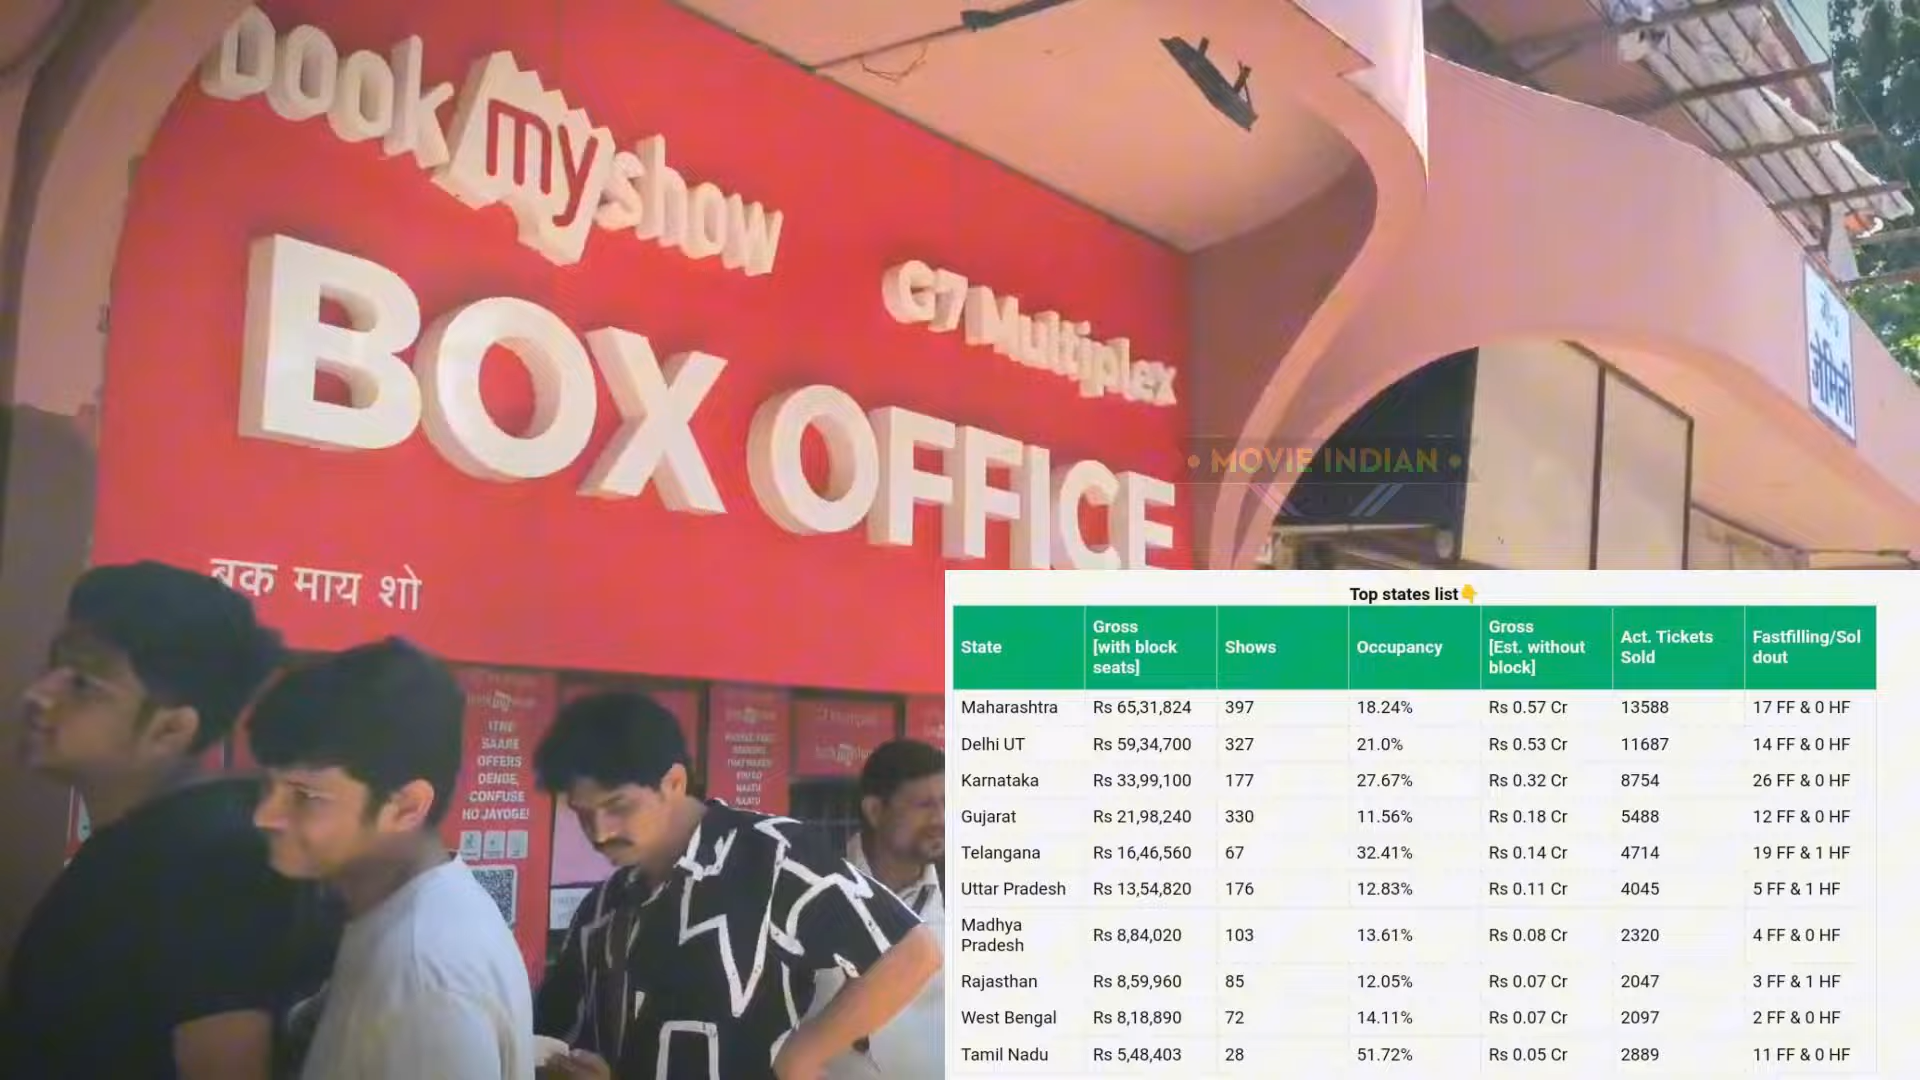 book my show
G7 Multiplex
BOX OFFICE
बुक माय शो
जेमिनी
• MOVIE INDIAN •
ITNE
SAARE
OFFERS
DENGE,
CONFUSE
HO JAYOGE!
Top states list👇
State | Gross [with block seats] | Shows | Occupancy | Gross [Est. without block] | Act. Tickets Sold | Fastfilling/Soldout
Maharashtra | Rs 65,31,824 | 397 | 18.24% | Rs 0.57 Cr | 13588 | 17 FF & 0 HF
Delhi UT | Rs 59,34,700 | 327 | 21.0% | Rs 0.53 Cr | 11687 | 14 FF & 0 HF
Karnataka | Rs 33,99,100 | 177 | 27.67% | Rs 0.32 Cr | 8754 | 26 FF & 0 HF
Gujarat | Rs 21,98,240 | 330 | 11.56% | Rs 0.18 Cr | 5488 | 12 FF & 0 HF
Telangana | Rs 16,46,560 | 67 | 32.41% | Rs 0.14 Cr | 4714 | 19 FF & 1 HF
Uttar Pradesh | Rs 13,54,820 | 176 | 12.83% | Rs 0.11 Cr | 4045 | 5 FF & 1 HF
Madhya Pradesh | Rs 8,84,020 | 103 | 13.61% | Rs 0.08 Cr | 2320 | 4 FF & 0 HF
Rajasthan | Rs 8,59,960 | 85 | 12.05% | Rs 0.07 Cr | 2047 | 3 FF & 1 HF
West Bengal | Rs 8,18,890 | 72 | 14.11% | Rs 0.07 Cr | 2097 | 2 FF & 0 HF
Tamil Nadu | Rs 5,48,403 | 28 | 51.72% | Rs 0.05 Cr | 2889 | 11 FF & 0 HF